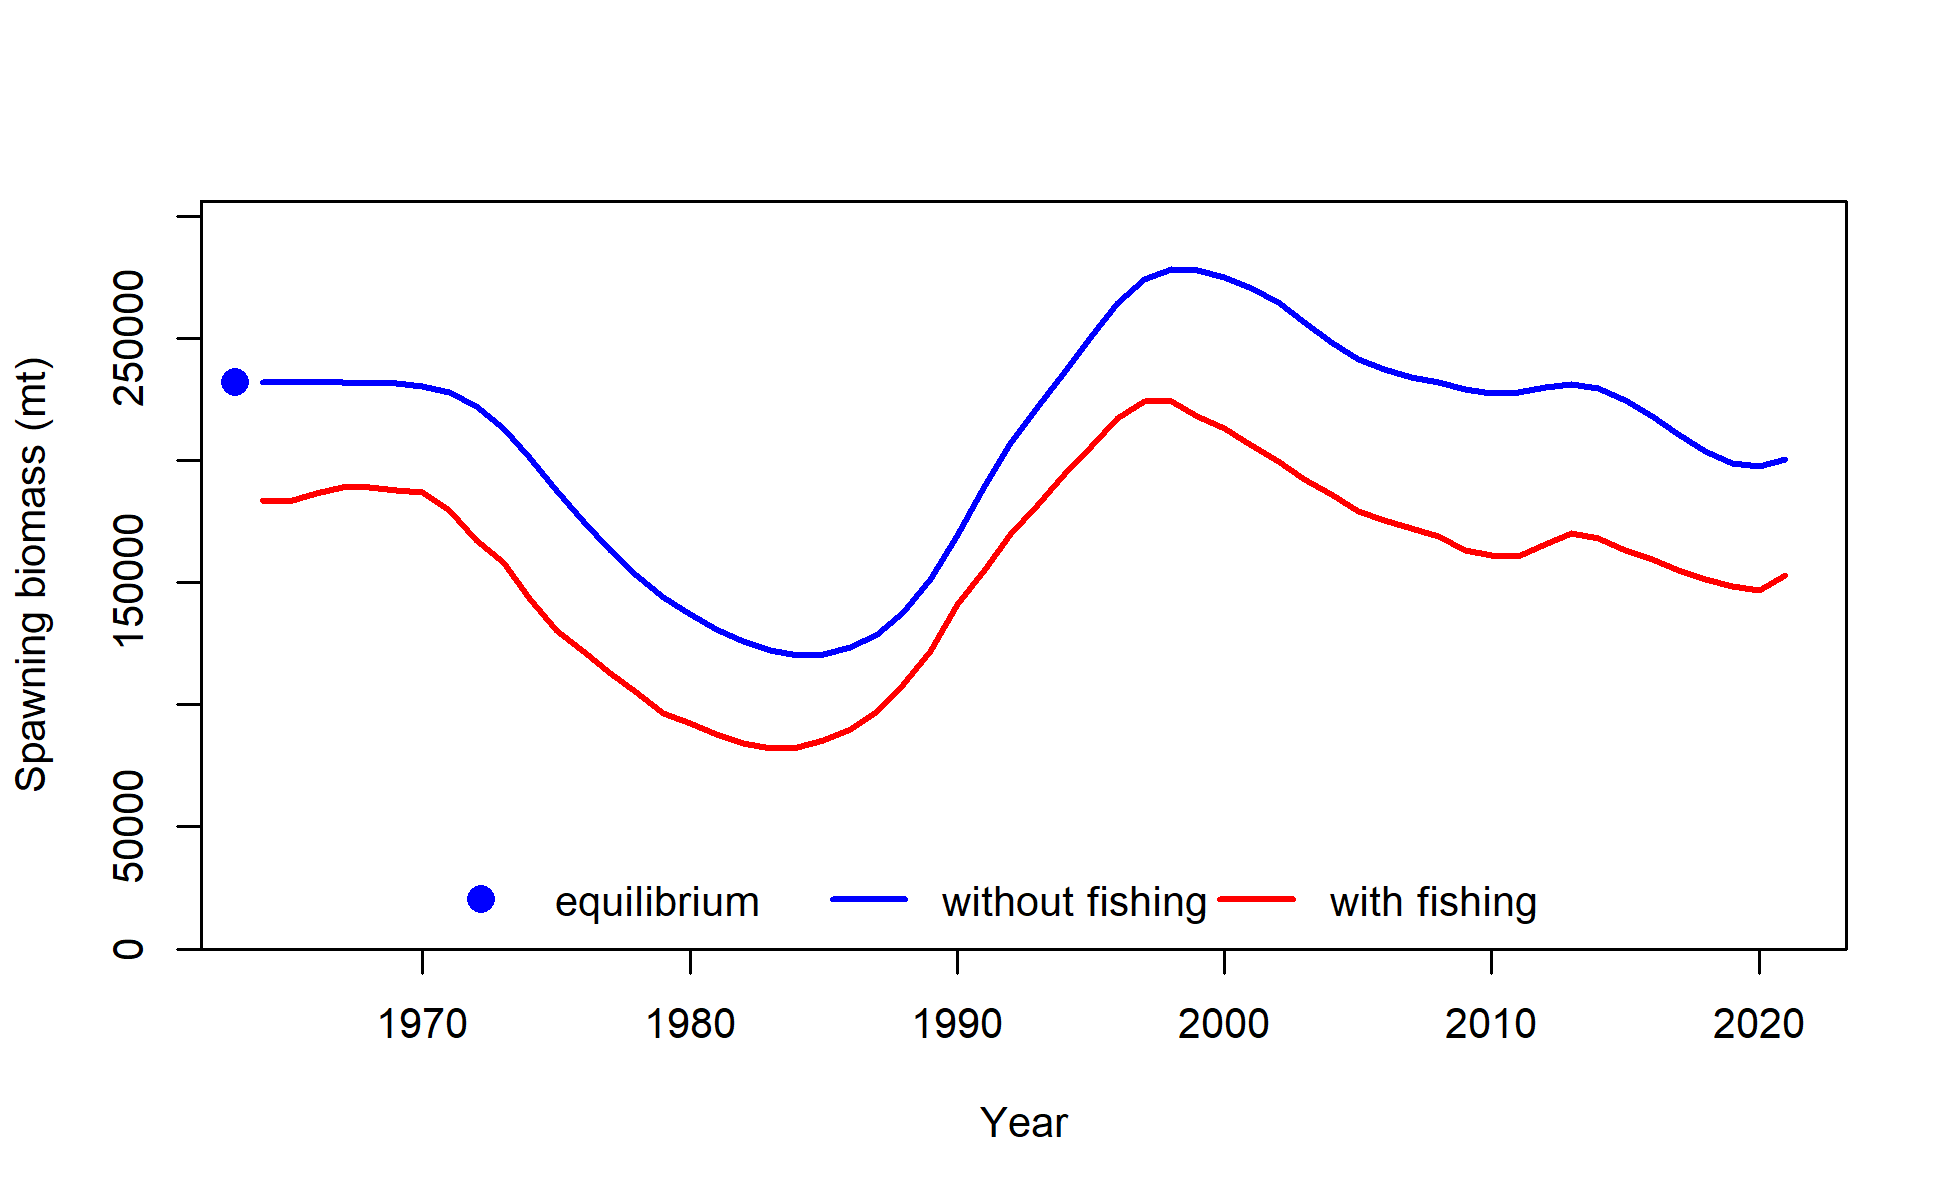 Spawning biomass (mt)
250000
150000
50000
0
equilibrium without fishing with fishing
1970 1980 1990 2000 2010 2020
Year